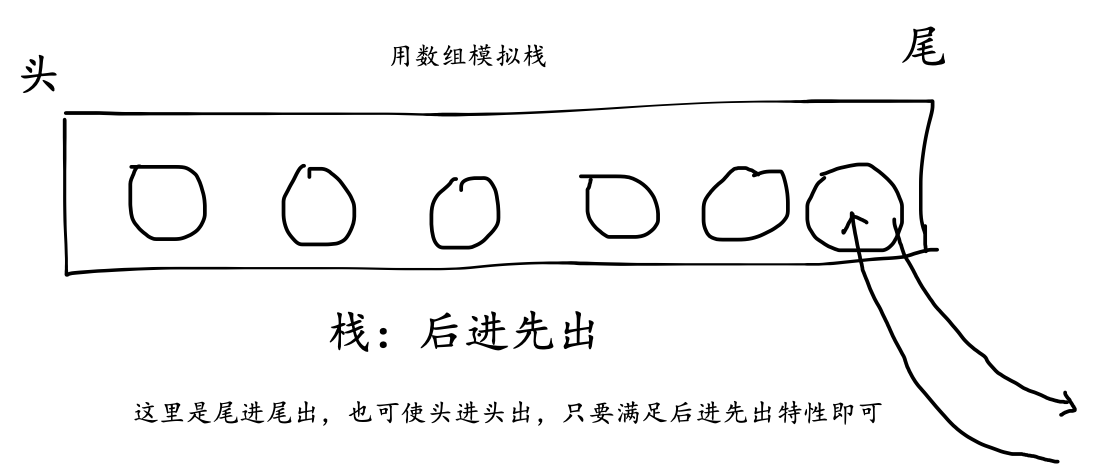 用数组模拟栈
头
尾
栈：后进先出
这里是尾进尾出，也可使头进头出，只要满足后进先出特性即可